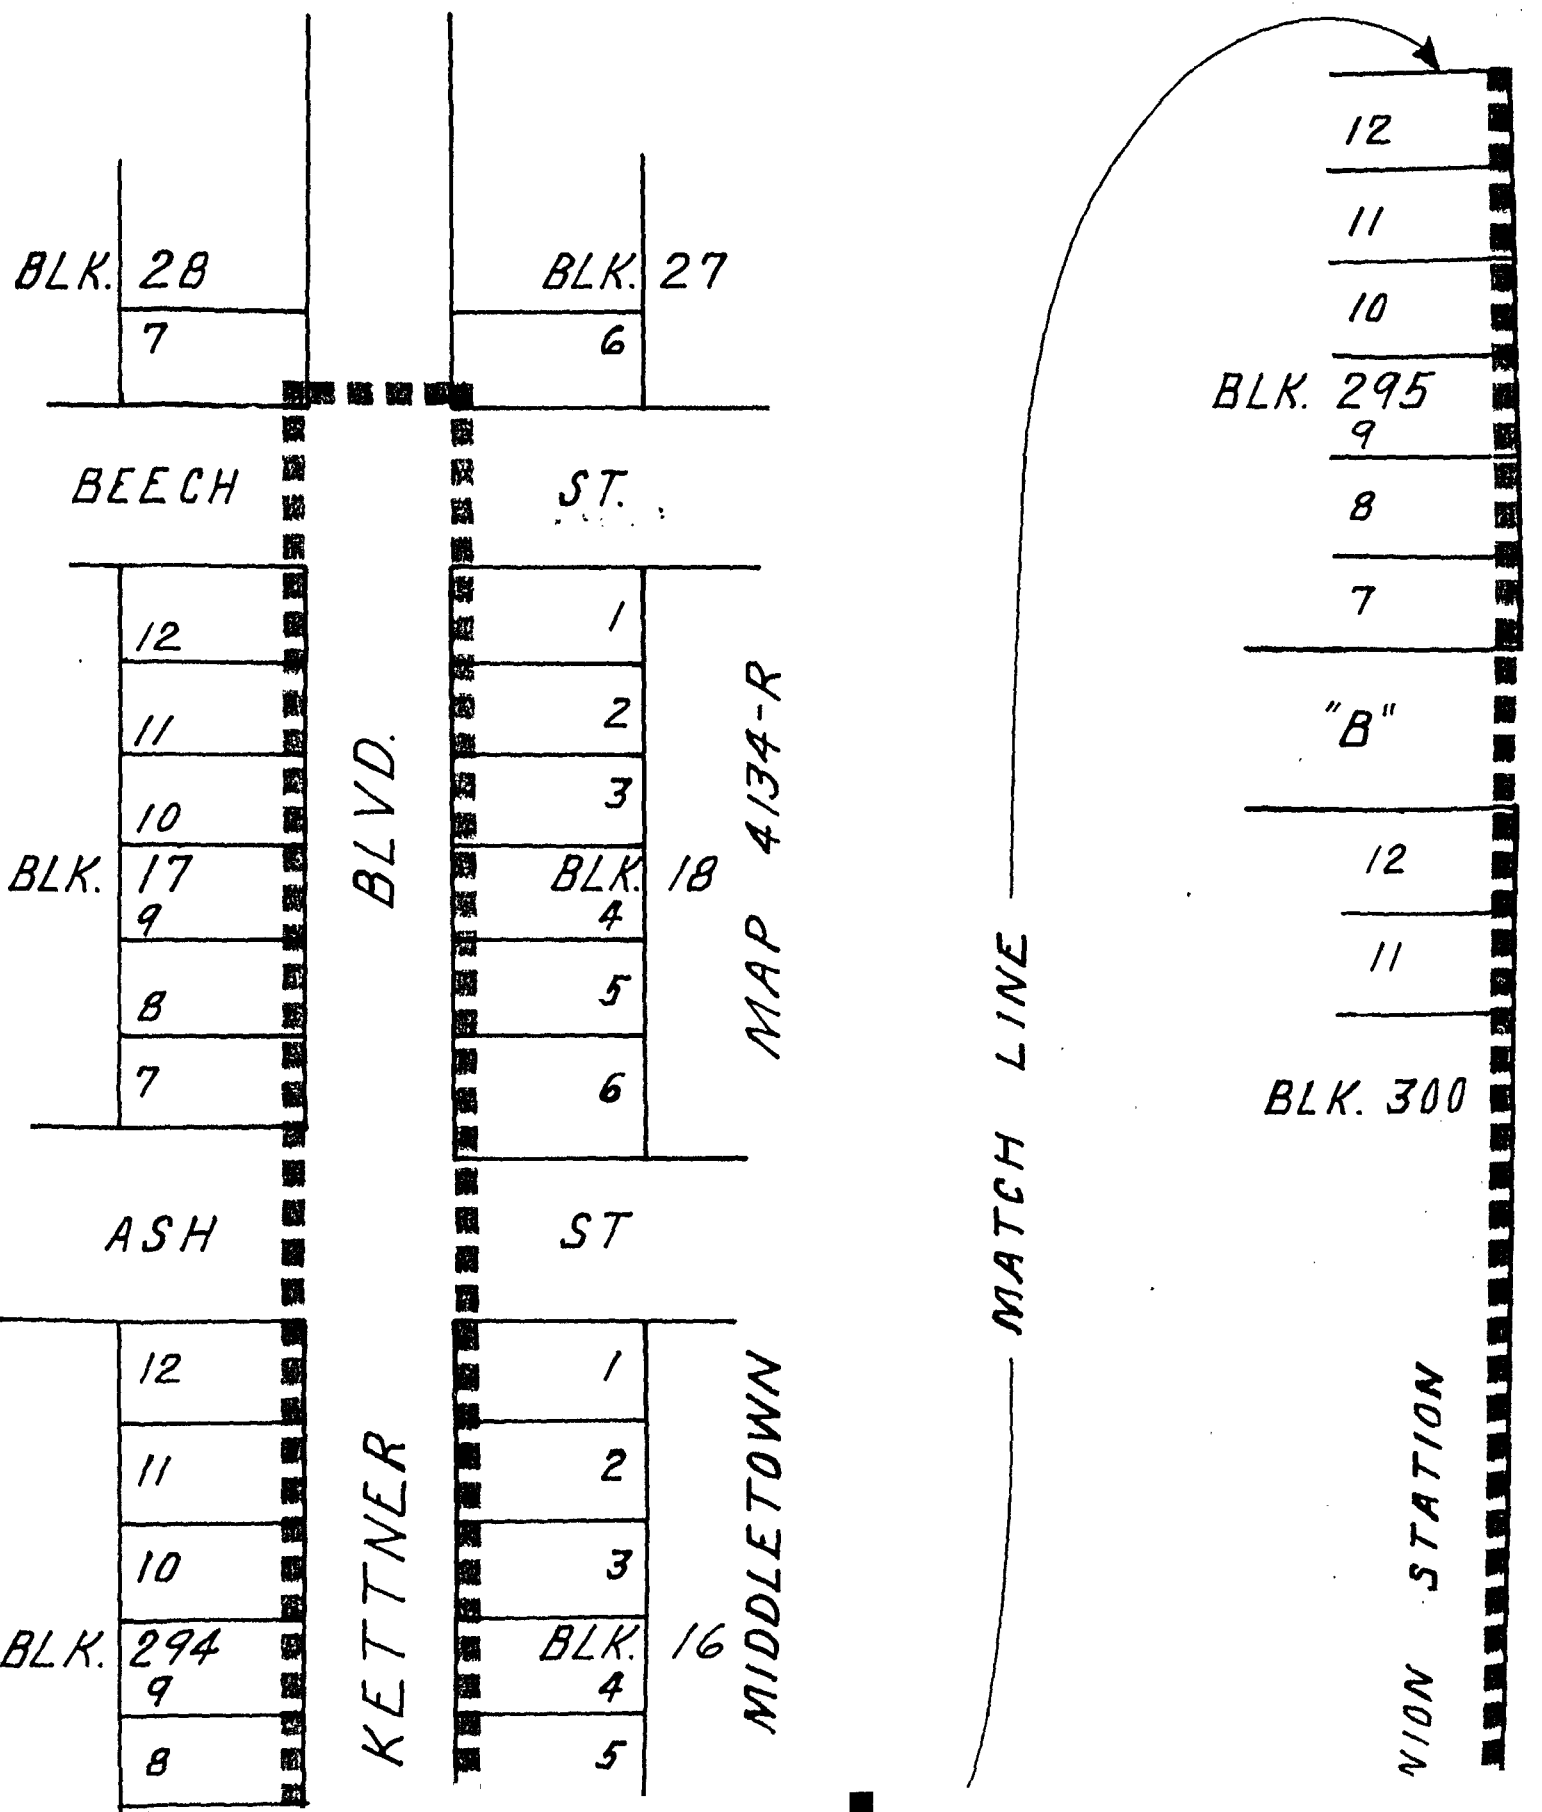 BLK. 28
7
BLK. 27
6
BEECH ST.
12
11
10
BLK. 17
9
8
7
BLVD.
1
2
3
BLK. 18
4
5
6
MAP 4134-R
ASH ST
12
11
10
BLK. 294
9
8
KETTNER
1
2
3
BLK. 16
4
5
MIDDLETOWN
MATCH LINE
12
11
10
BLK. 295
9
8
7
"B"
12
11
BLK. 300
NION STATION